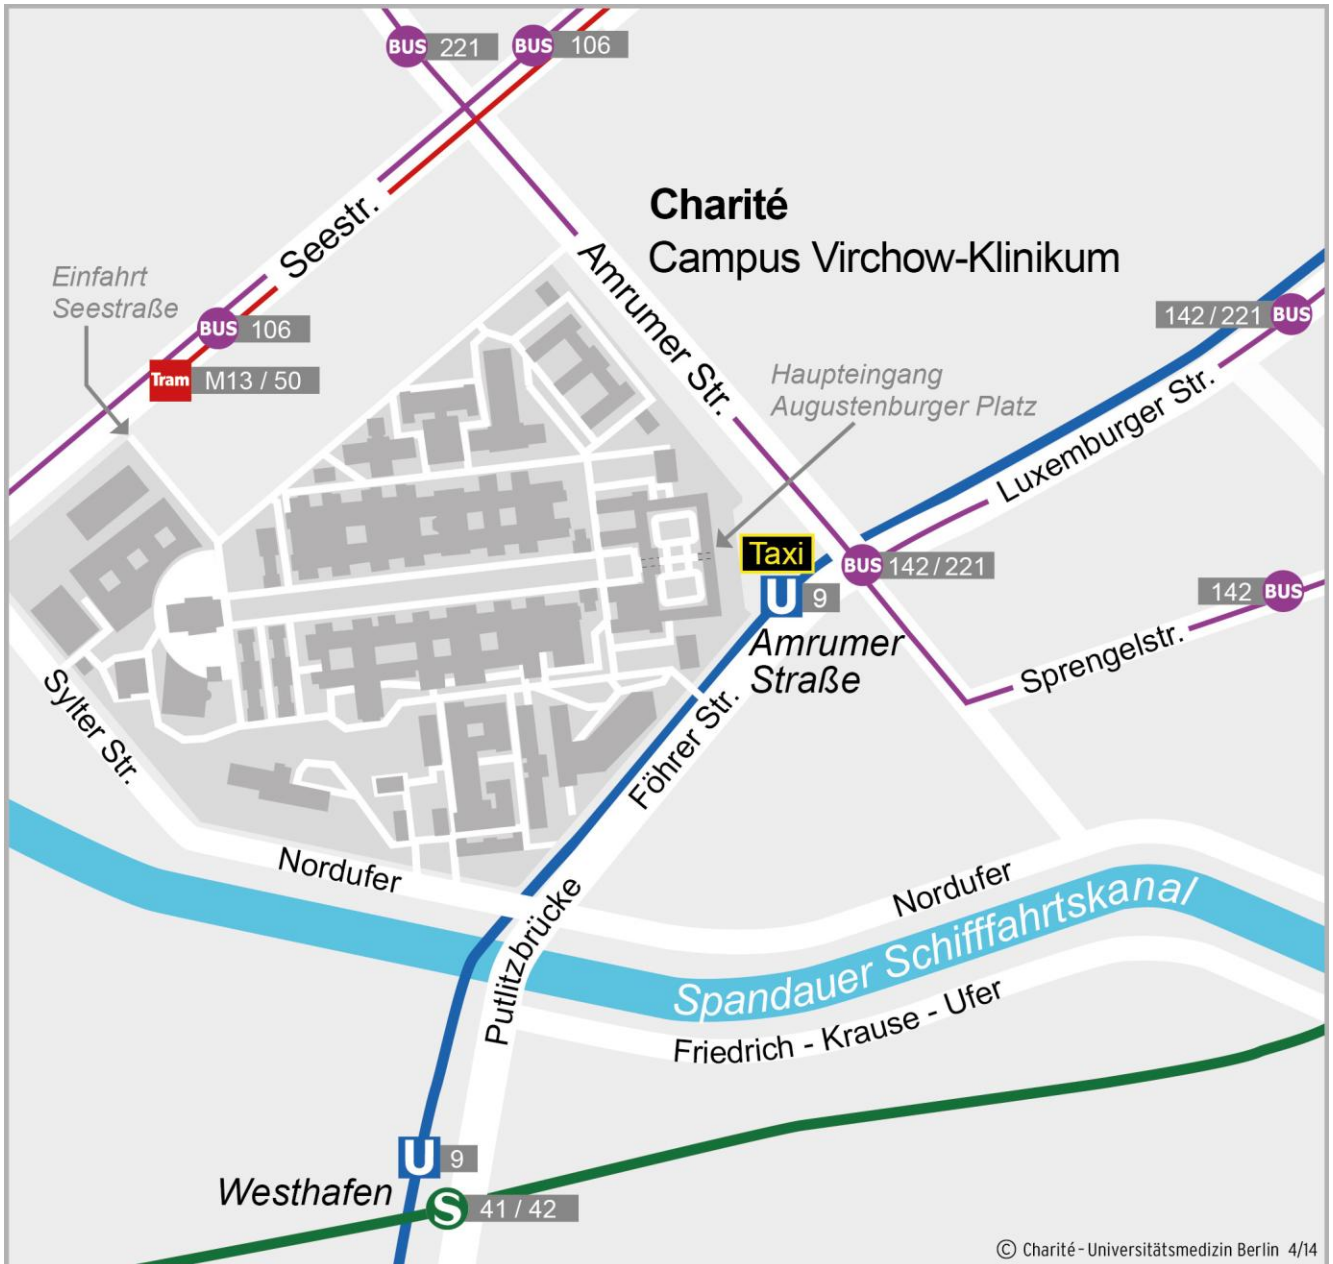 BUS 221
BUS 106
Charité
Campus Virchow-Klinikum
Seestr.
Amrumer Str.
Einfahrt
Seestraße
BUS 106
142 / 221 BUS
Tram M13 / 50
Haupteingang
Augustenburger Platz
Luxemburger Str.
Taxi
BUS 142 / 221
U 9
142 BUS
Amrumer
Straße
Sprengelstr.
Sylter Str.
Föhrer Str.
Nordufer
Nordufer
Putlitzbrücke
Spandauer Schifffahrtskanal
Friedrich - Krause - Ufer
U 9
Westhafen
S 41 / 42
© Charité - Universitätsmedizin Berlin 4/14